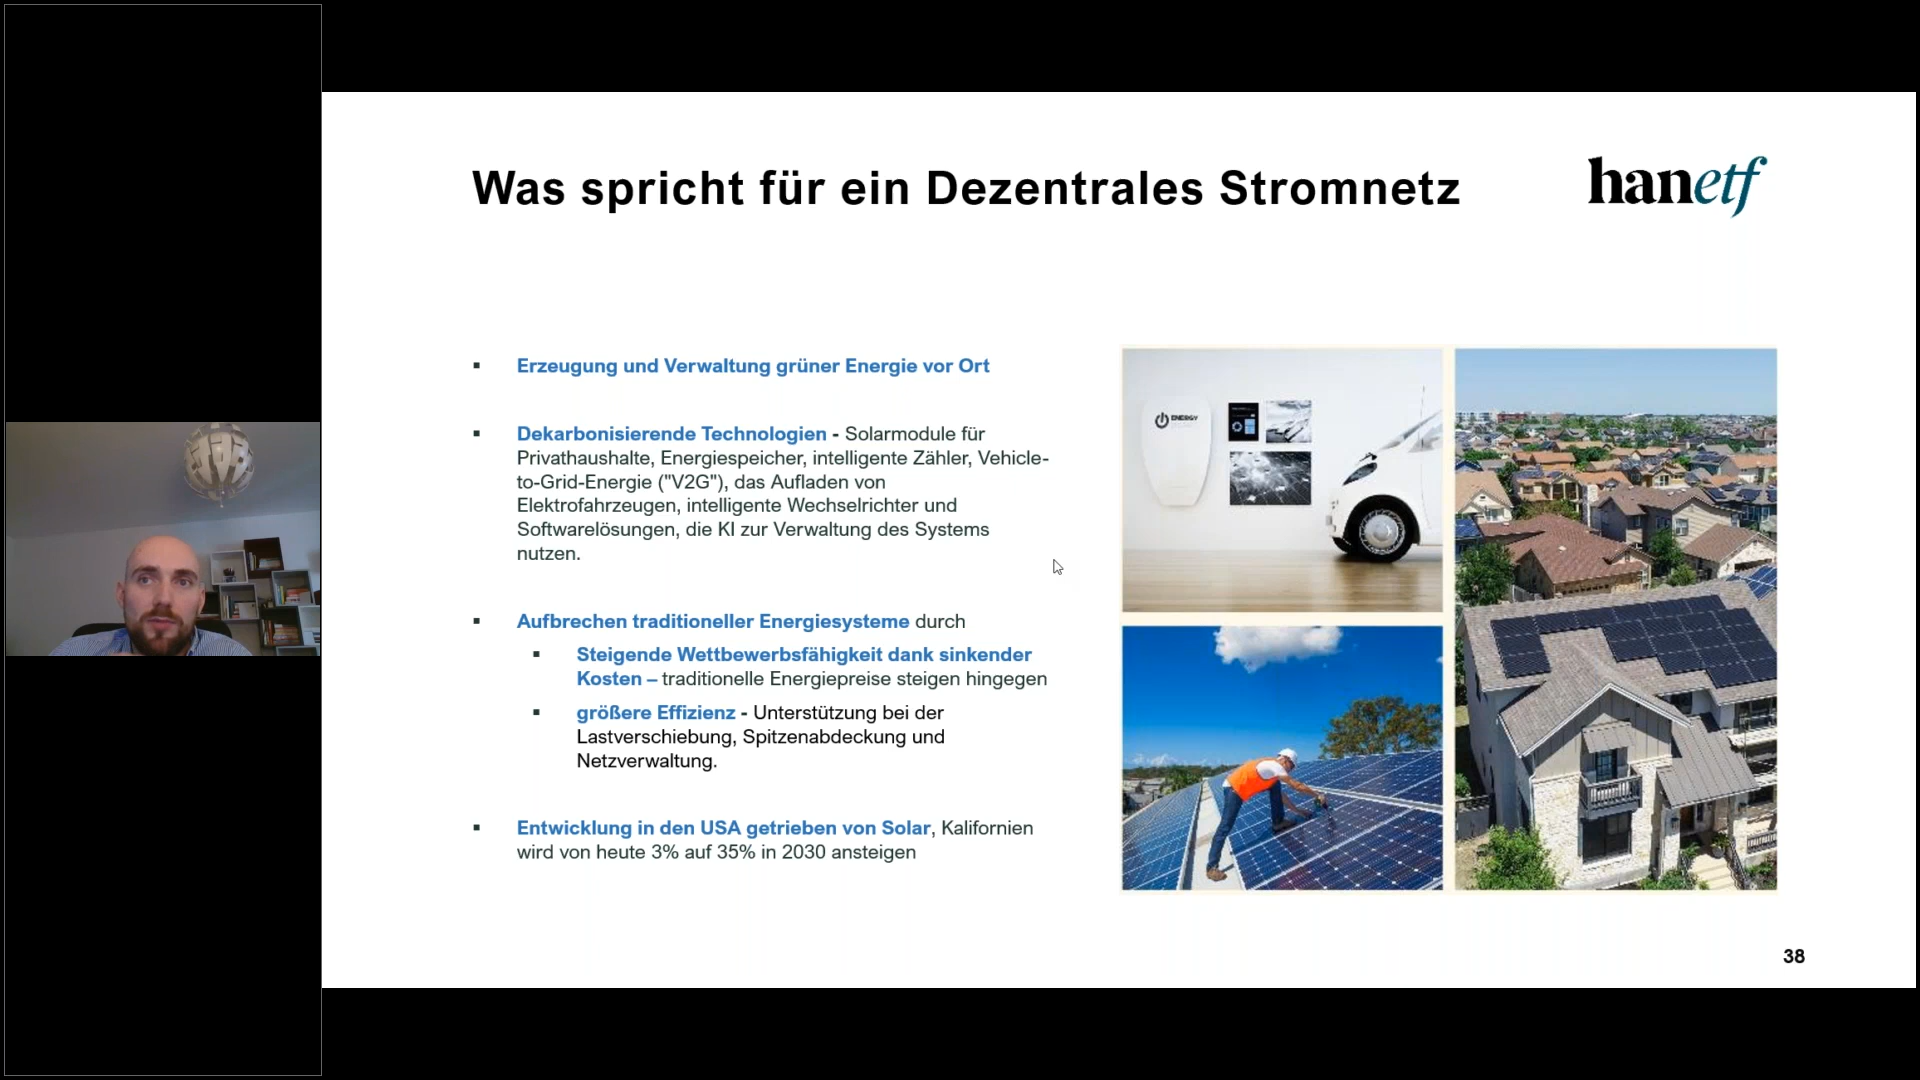 Was spricht für ein Dezentrales Stromnetz
hanetf
▪ Erzeugung und Verwaltung grüner Energie vor Ort
▪ Dekarbonisierende Technologien - Solarmodule für
Privathaushalte, Energiespeicher, intelligente Zähler, Vehicle-
to-Grid-Energie ("V2G"), das Aufladen von
Elektrofahrzeugen, intelligente Wechselrichter und
Softwarelösungen, die KI zur Verwaltung des Systems
nutzen.
▪ Aufbrechen traditioneller Energiesysteme durch
▪ Steigende Wettbewerbsfähigkeit dank sinkender
Kosten – traditionelle Energiepreise steigen hingegen
▪ größere Effizienz - Unterstützung bei der
Lastverschiebung, Spitzenabdeckung und
Netzverwaltung.
▪ Entwicklung in den USA getrieben von Solar, Kalifornien
wird von heute 3% auf 35% in 2030 ansteigen
ENERGY
38